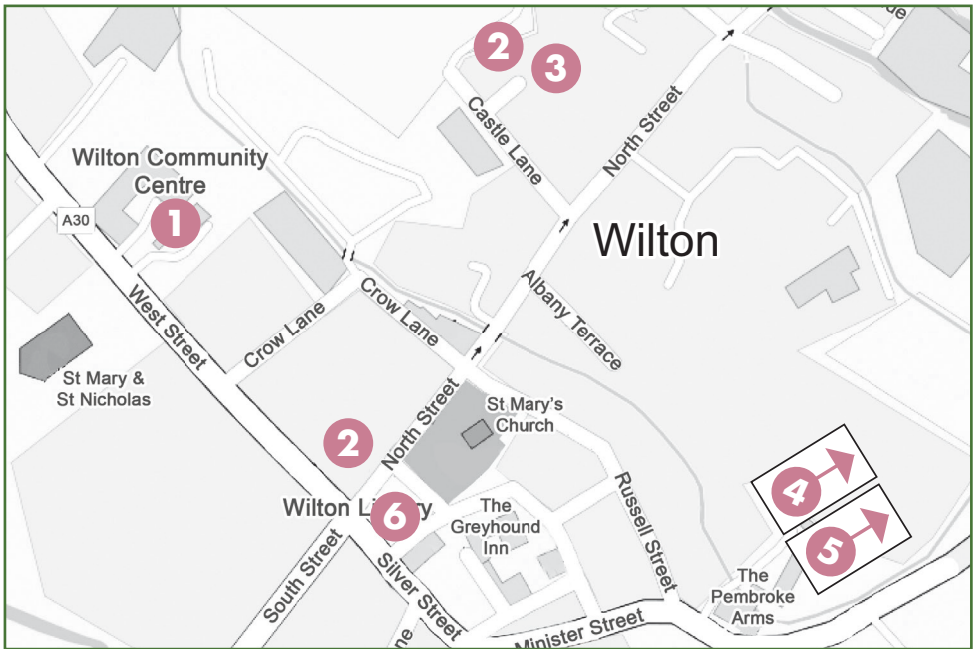 2
3
Castle Lane
North Street
Wilton Community
Centre
1
A30
Wilton
West Street
Crow Lane
Crow Lane
Albany Terrace
St Mary &
St Nicholas
North Street
St Mary's
Church
2
Wilton Library
6
The
Greyhound
Inn
Russell Street
4
5
South Street
Silver Street
The
Pembroke
Arms
Minister Street